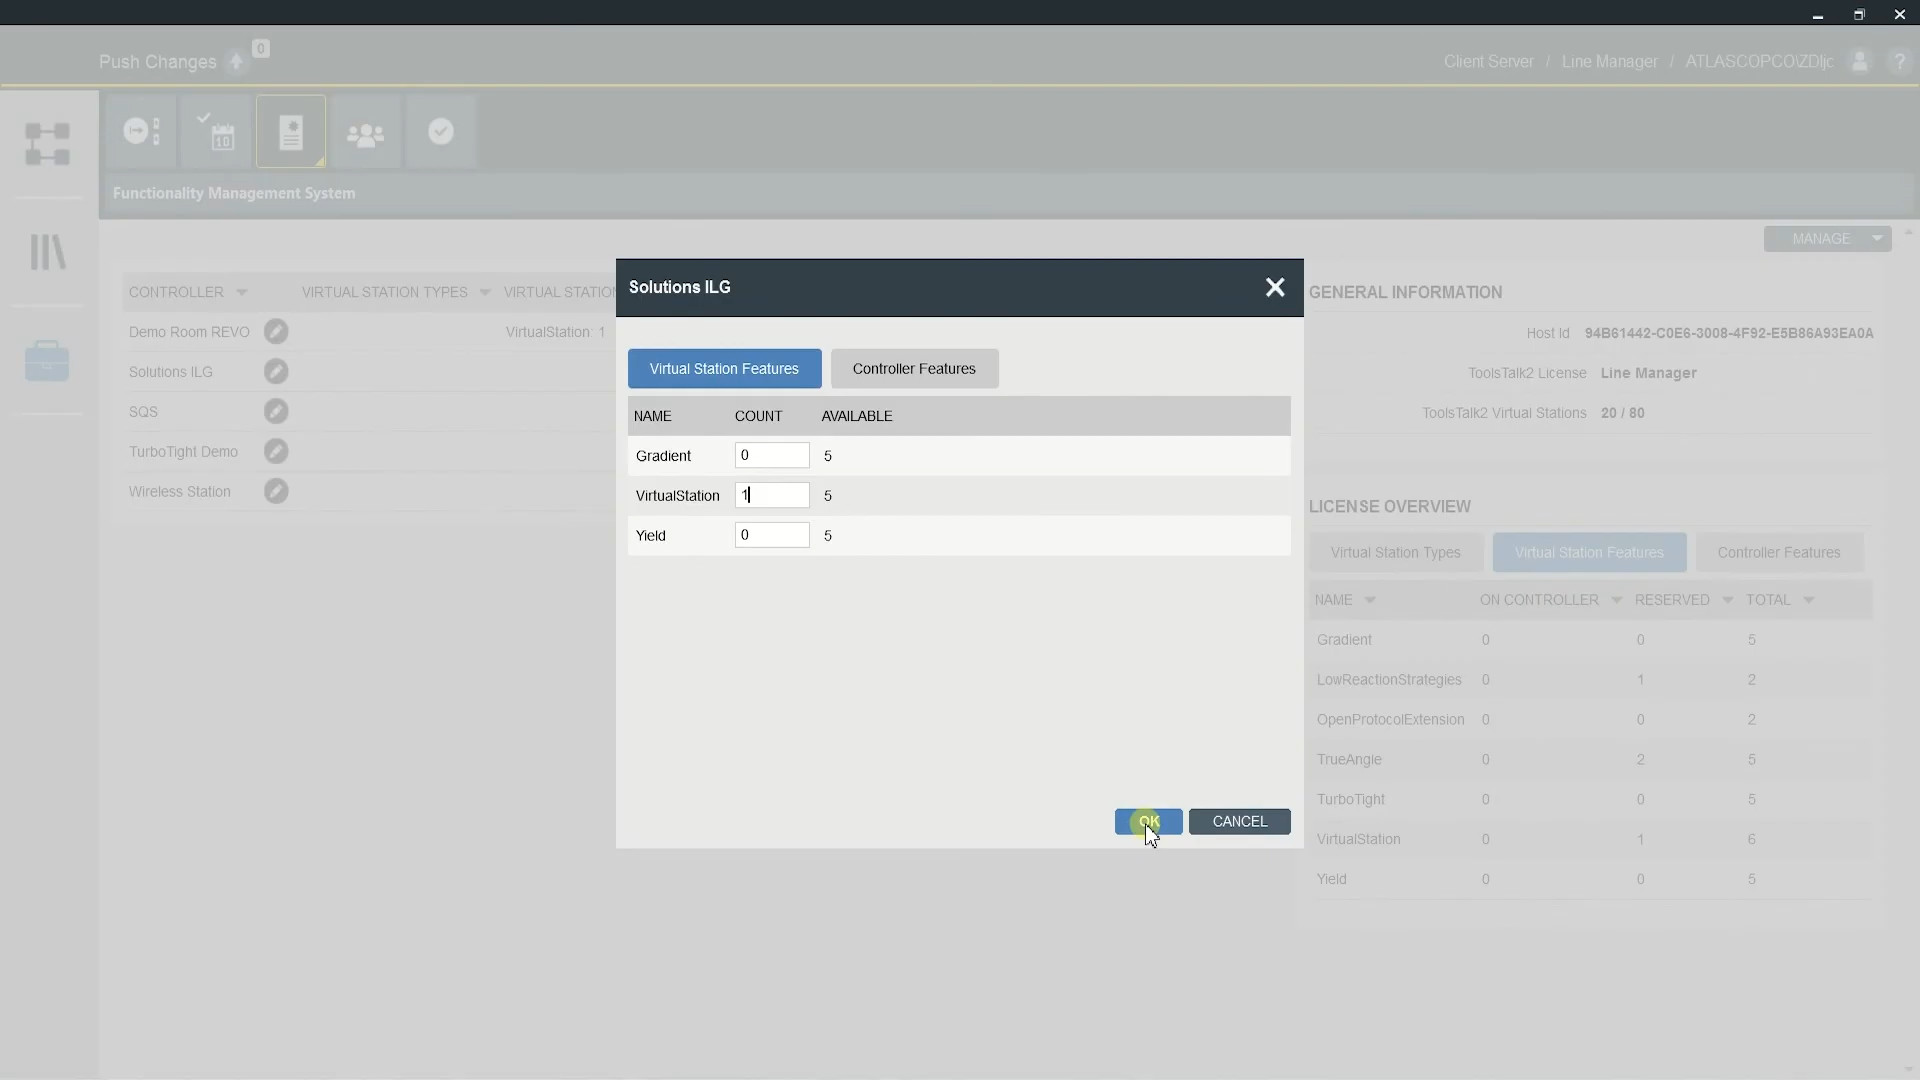 Push Changes 0
Client Server / Line Manager / ATLASCOPCO\ZDljc ?
10
Functionality Management System
MANAGE
CONTROLLER VIRTUAL STATION TYPES VIRTUAL STATION
Demo Room REVO VirtualStation: 1
Solutions ILG
SQS
TurboTight Demo
Wireless Station
Solutions ILG
Virtual Station Features Controller Features
NAME COUNT AVAILABLE
Gradient 0 5
VirtualStation 1 5
Yield 0 5
OK CANCEL
GENERAL INFORMATION
Host Id 94B61442-C0E6-3008-4F92-E5B86A93EA0A
ToolsTalk2 License Line Manager
ToolsTalk2 Virtual Stations 20 / 80
LICENSE OVERVIEW
Virtual Station Types Virtual Station Features Controller Features
NAME ON CONTROLLER RESERVED TOTAL
Gradient 0 0 5
LowReactionStrategies 0 1 2
OpenProtocolExtension 0 0 2
TrueAngle 0 2 5
TurboTight 0 0 5
VirtualStation 0 1 6
Yield 0 0 5